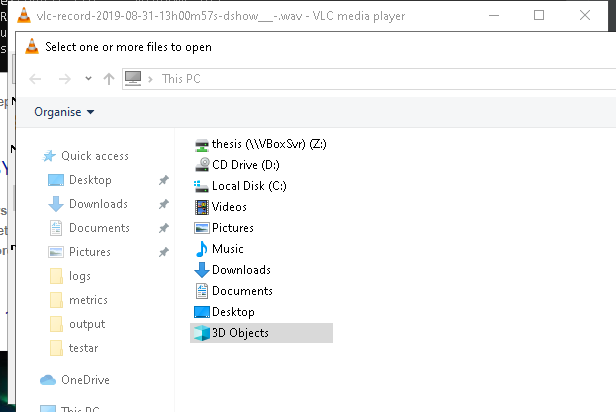 vlc-record-2019-08-31-13h00m57s-dshow___-.wav - VLC media player
Select one or more files to open
This PC
Organise
Quick access
Desktop
Downloads
Documents
Pictures
logs
metrics
output
testar
OneDrive
This PC
thesis (\\VBoxSvr) (Z:)
CD Drive (D:)
Local Disk (C:)
Videos
Pictures
Music
Downloads
Documents
Desktop
3D Objects